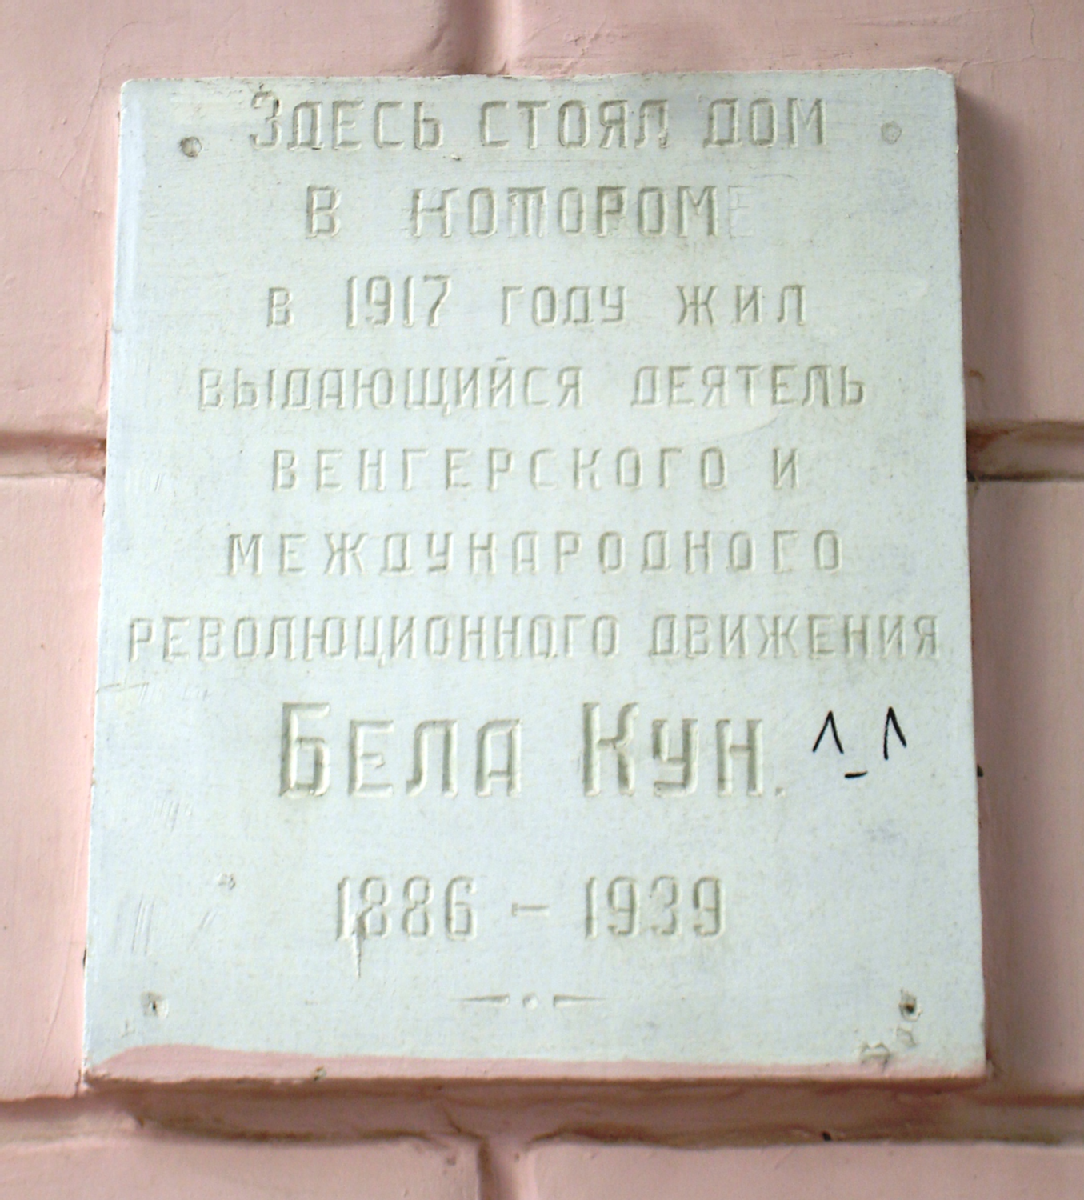 ЗДЕСЬ СТОЯЛ ДОМ
В КОТОРОМ
В 1917 ГОДУ ЖИЛ
ВЫДАЮЩИЙСЯ ДЕЯТЕЛЬ
ВЕНГЕРСКОГО И
МЕЖДУНАРОДНОГО
РЕВОЛЮЦИОННОГО ДВИЖЕНИЯ
БЕЛА КУН. ^_^
1886 – 1939